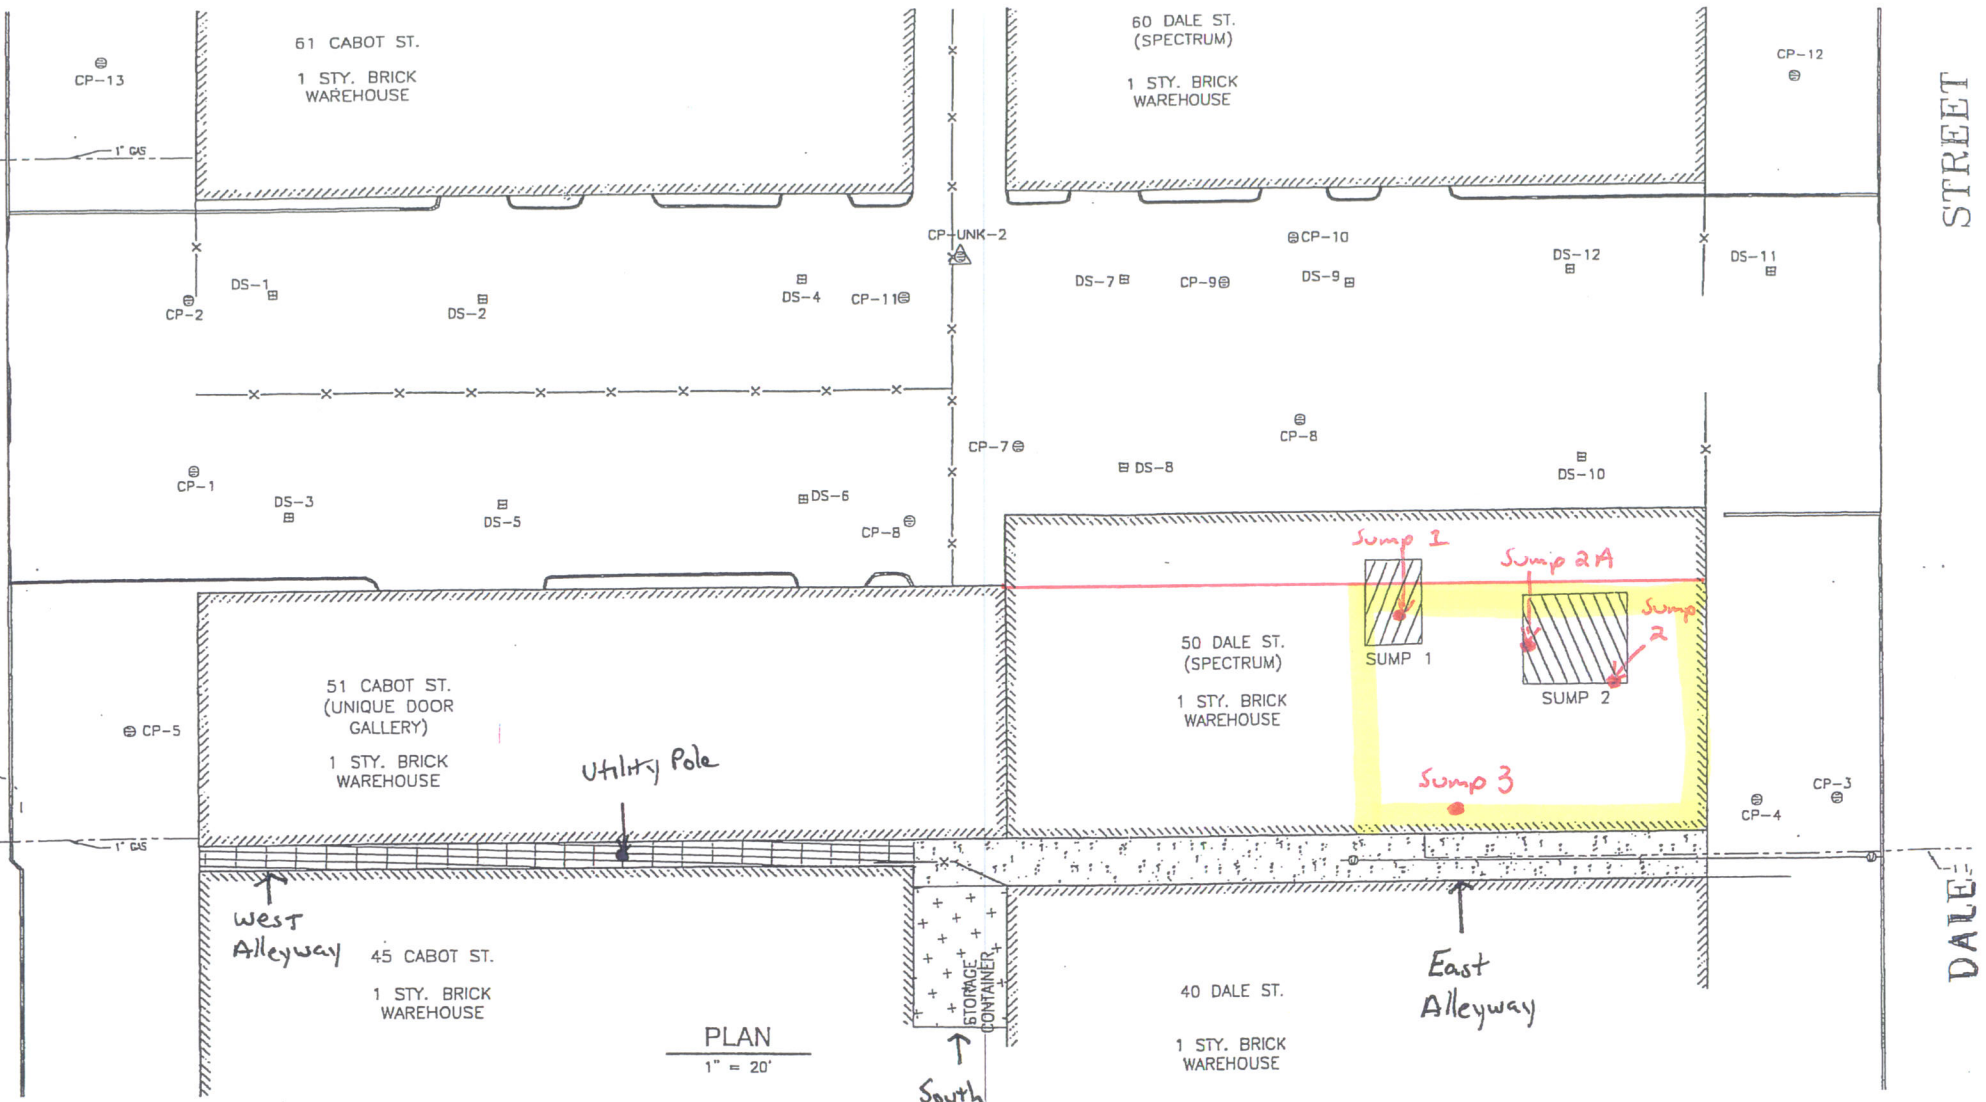 61 CABOT ST.
1 STY. BRICK
WAREHOUSE
60 DALE ST.
(SPECTRUM)
1 STY. BRICK
WAREHOUSE
CP-13
CP-12
STREET
1" GAS
CP-UNK-2
CP-10
CP-2
DS-1
DS-2
DS-4
CP-11
DS-7
CP-9
DS-9
DS-12
DS-11
CP-1
DS-3
DS-5
DS-6
CP-8
CP-7
DS-8
CP-8
DS-10
Sump 1
Sump 2A
Sump
2
SUMP 1
SUMP 2
50 DALE ST.
(SPECTRUM)
1 STY. BRICK
WAREHOUSE
51 CABOT ST.
(UNIQUE DOOR
GALLERY)
1 STY. BRICK
WAREHOUSE
CP-5
Utility Pole
Sump 3
CP-3
CP-4
1" GAS
West
Alleyway
45 CABOT ST.
1 STY. BRICK
WAREHOUSE
STORAGE
CONTAINER
East
Alleyway
40 DALE ST.
1 STY. BRICK
WAREHOUSE
DALE
PLAN
1" = 20'
South